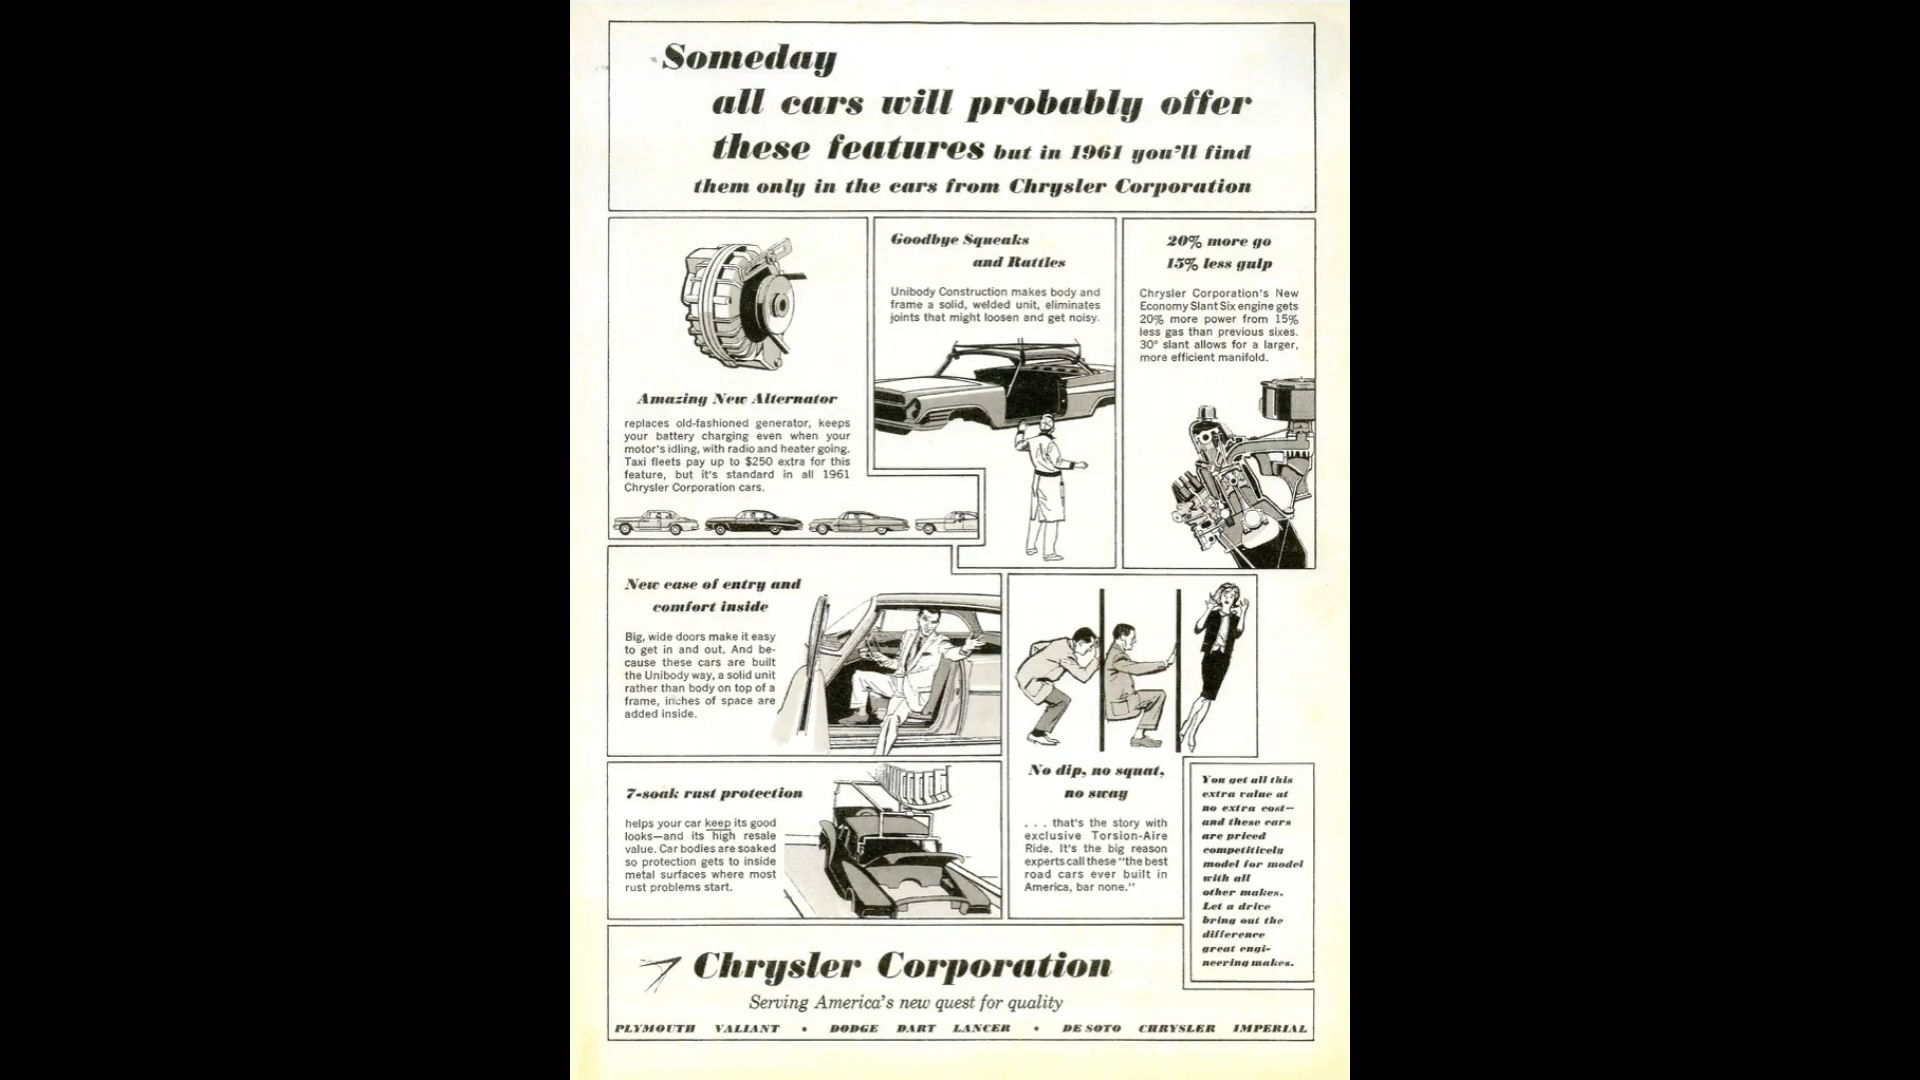 Someday
all cars will probably offer
these features but in 1961 you'll find
them only in the cars from Chrysler Corporation
Amazing New Alternator
replaces old-fashioned generator, keeps
your battery charging even when your
motor's idling, with radio and heater going.
Taxi fleets pay up to $250 extra for this
feature, but it's standard in all 1961
Chrysler Corporation cars.
Goodbye Squeaks
and Rattles
Unibody Construction makes body and
frame a solid, welded unit, eliminates
joints that might loosen and get noisy.
20% more go
15% less gulp
Chrysler Corporation's New
Economy Slant Six engine gets
20% more power from 15%
less gas than previous sixes.
30° slant allows for a larger,
more efficient manifold.
New ease of entry and
comfort inside
Big, wide doors make it easy
to get in and out. And be-
cause these cars are built
the Unibody way, a solid unit
rather than body on top of a
frame, inches of space are
added inside.
No dip, no squat,
no sway
. . . that's the story with
exclusive Torsion-Aire
Ride. It's the big reason
experts call these "the best
road cars ever built in
America, bar none."
7-soak rust protection
helps your car keep its good
looks—and its high resale
value. Car bodies are soaked
so protection gets to inside
metal surfaces where most
rust problems start.
You get all this
extra value at
no extra cost—
and these cars
are priced
competitively
model for model
with all
other makes.
Let a drive
bring out the
difference
great engi-
neering makes.
Chrysler Corporation
Serving America's new quest for quality
PLYMOUTH VALIANT • DODGE DART LANCER • DE SOTO CHRYSLER IMPERIAL